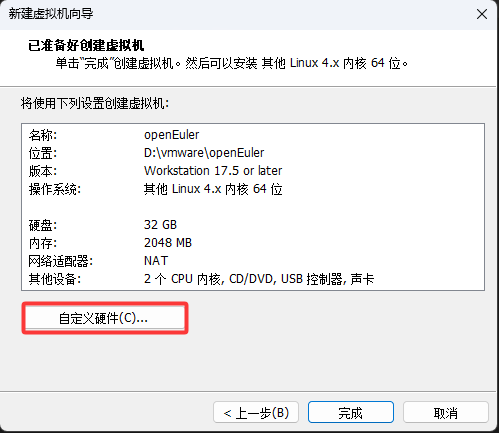 新建虚拟机向导
已准备好创建虚拟机
单击“完成”创建虚拟机。然后可以安装 其他 Linux 4.x 内核 64 位。
将使用下列设置创建虚拟机:
名称: openEuler
位置: D:\vmware\openEuler
版本: Workstation 17.5 or later
操作系统: 其他 Linux 4.x 内核 64 位
硬盘: 32 GB
内存: 2048 MB
网络适配器: NAT
其他设备: 2 个 CPU 内核, CD/DVD, USB 控制器, 声卡
自定义硬件(C)...
< 上一步(B) 完成 取消